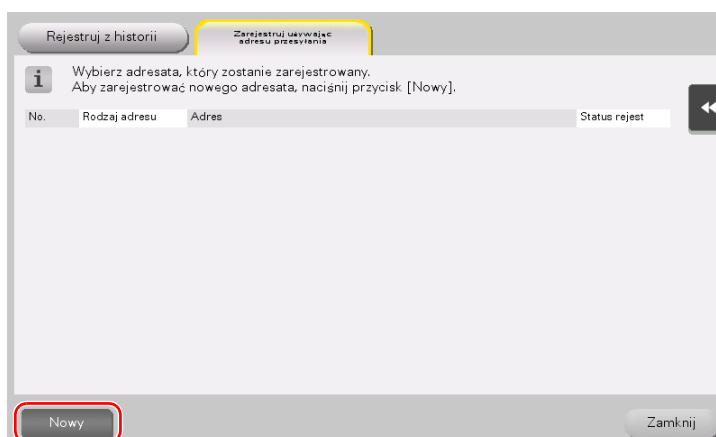 Rejestruj z historii
Zarejestruj używając
adresu przesyłania
i
Wybierz adresata, który zostanie zarejestrowany.
Aby zarejestrować nowego adresata, naciśnij przycisk [Nowy].
No. Rodzaj adresu Adres Status rejest
Nowy Zamknij